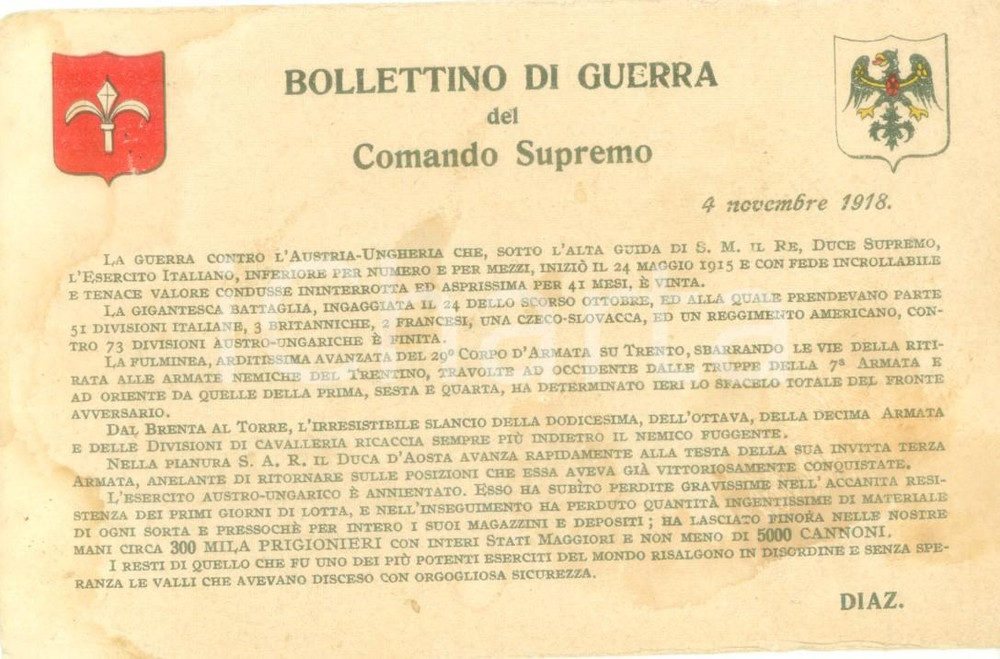 BOLLETTINO DI GUERRA
del
Comando Supremo
4 novembre 1918.
La guerra contro l'Austria-Ungheria che, sotto l'alta guida di S. M. il Re, Duce Supremo,
l'Esercito Italiano, inferiore per numero e per mezzi, iniziò il 24 maggio 1915 e con fede incrollabile
e tenace valore condusse ininterrotta ed asprissima per 41 mesi, è vinta.
La gigantesca battaglia, ingaggiata il 24 dello scorso ottobre, ed alla quale prendevano parte
51 divisioni italiane, 3 britanniche, 2 francesi, una czeco-slovacca, ed un reggimento americano, con-
tro 73 divisioni austro-ungariche è finita.
La fulminea, arditissima avanzata del 29º Corpo d'Armata su Trento, sbarrando le vie della riti-
rata alle armate nemiche del Trentino, travolte ad occidente dalle truppe della 7ª Armata e
ad oriente da quelle della prima, sesta e quarta, ha determinato ieri lo sfacelo totale del fronte
avversario.
Dal Brenta al Torre, l'irresistibile slancio della dodicesima, dell'ottava, della decima Armata
e delle Divisioni di cavalleria ricaccia sempre più indietro il nemico fuggente.
Nella pianura S. A. R. il Duca d'Aosta avanza rapidamente alla testa della sua invitta terza
Armata, anelante di ritornare sulle posizioni che essa aveva già vittoriosamente conquistate.
L'esercito austro-ungarico è annientato. Esso ha subìto perdite gravissime nell'accanita resi-
stenza dei primi giorni di lotta, e nell'inseguimento ha perduto quantità ingentissime di materiale
di ogni sorta e pressochè per intero i suoi magazzini e depositi; ha lasciato finora nelle nostre
mani circa 300 mila prigionieri con interi Stati Maggiori e non meno di 5000 cannoni.
I resti di quello che fu uno dei più potenti eserciti del mondo risalgono in disordine e senza spe-
ranza le valli che avevano disceso con orgogliosa sicurezza.
DIAZ.